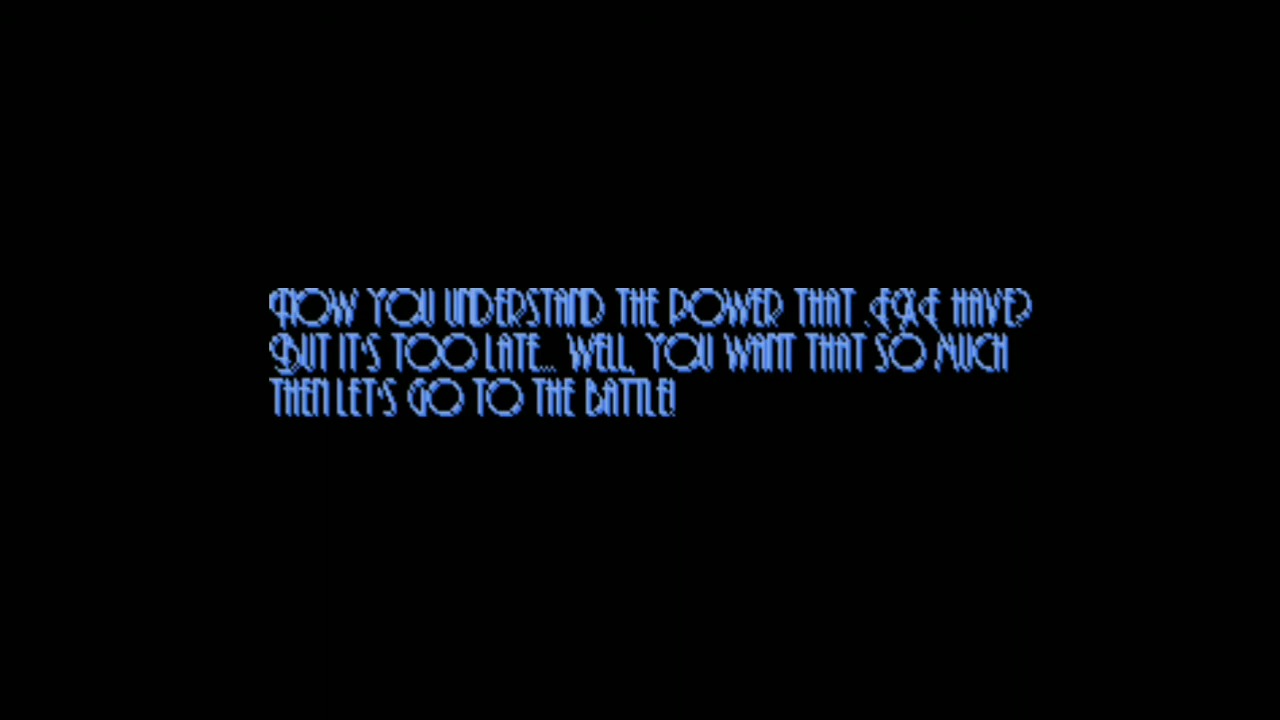 Now you understand the power that .EXE have?
But it's too late... Well, you want that so much
then let's go to the battle!